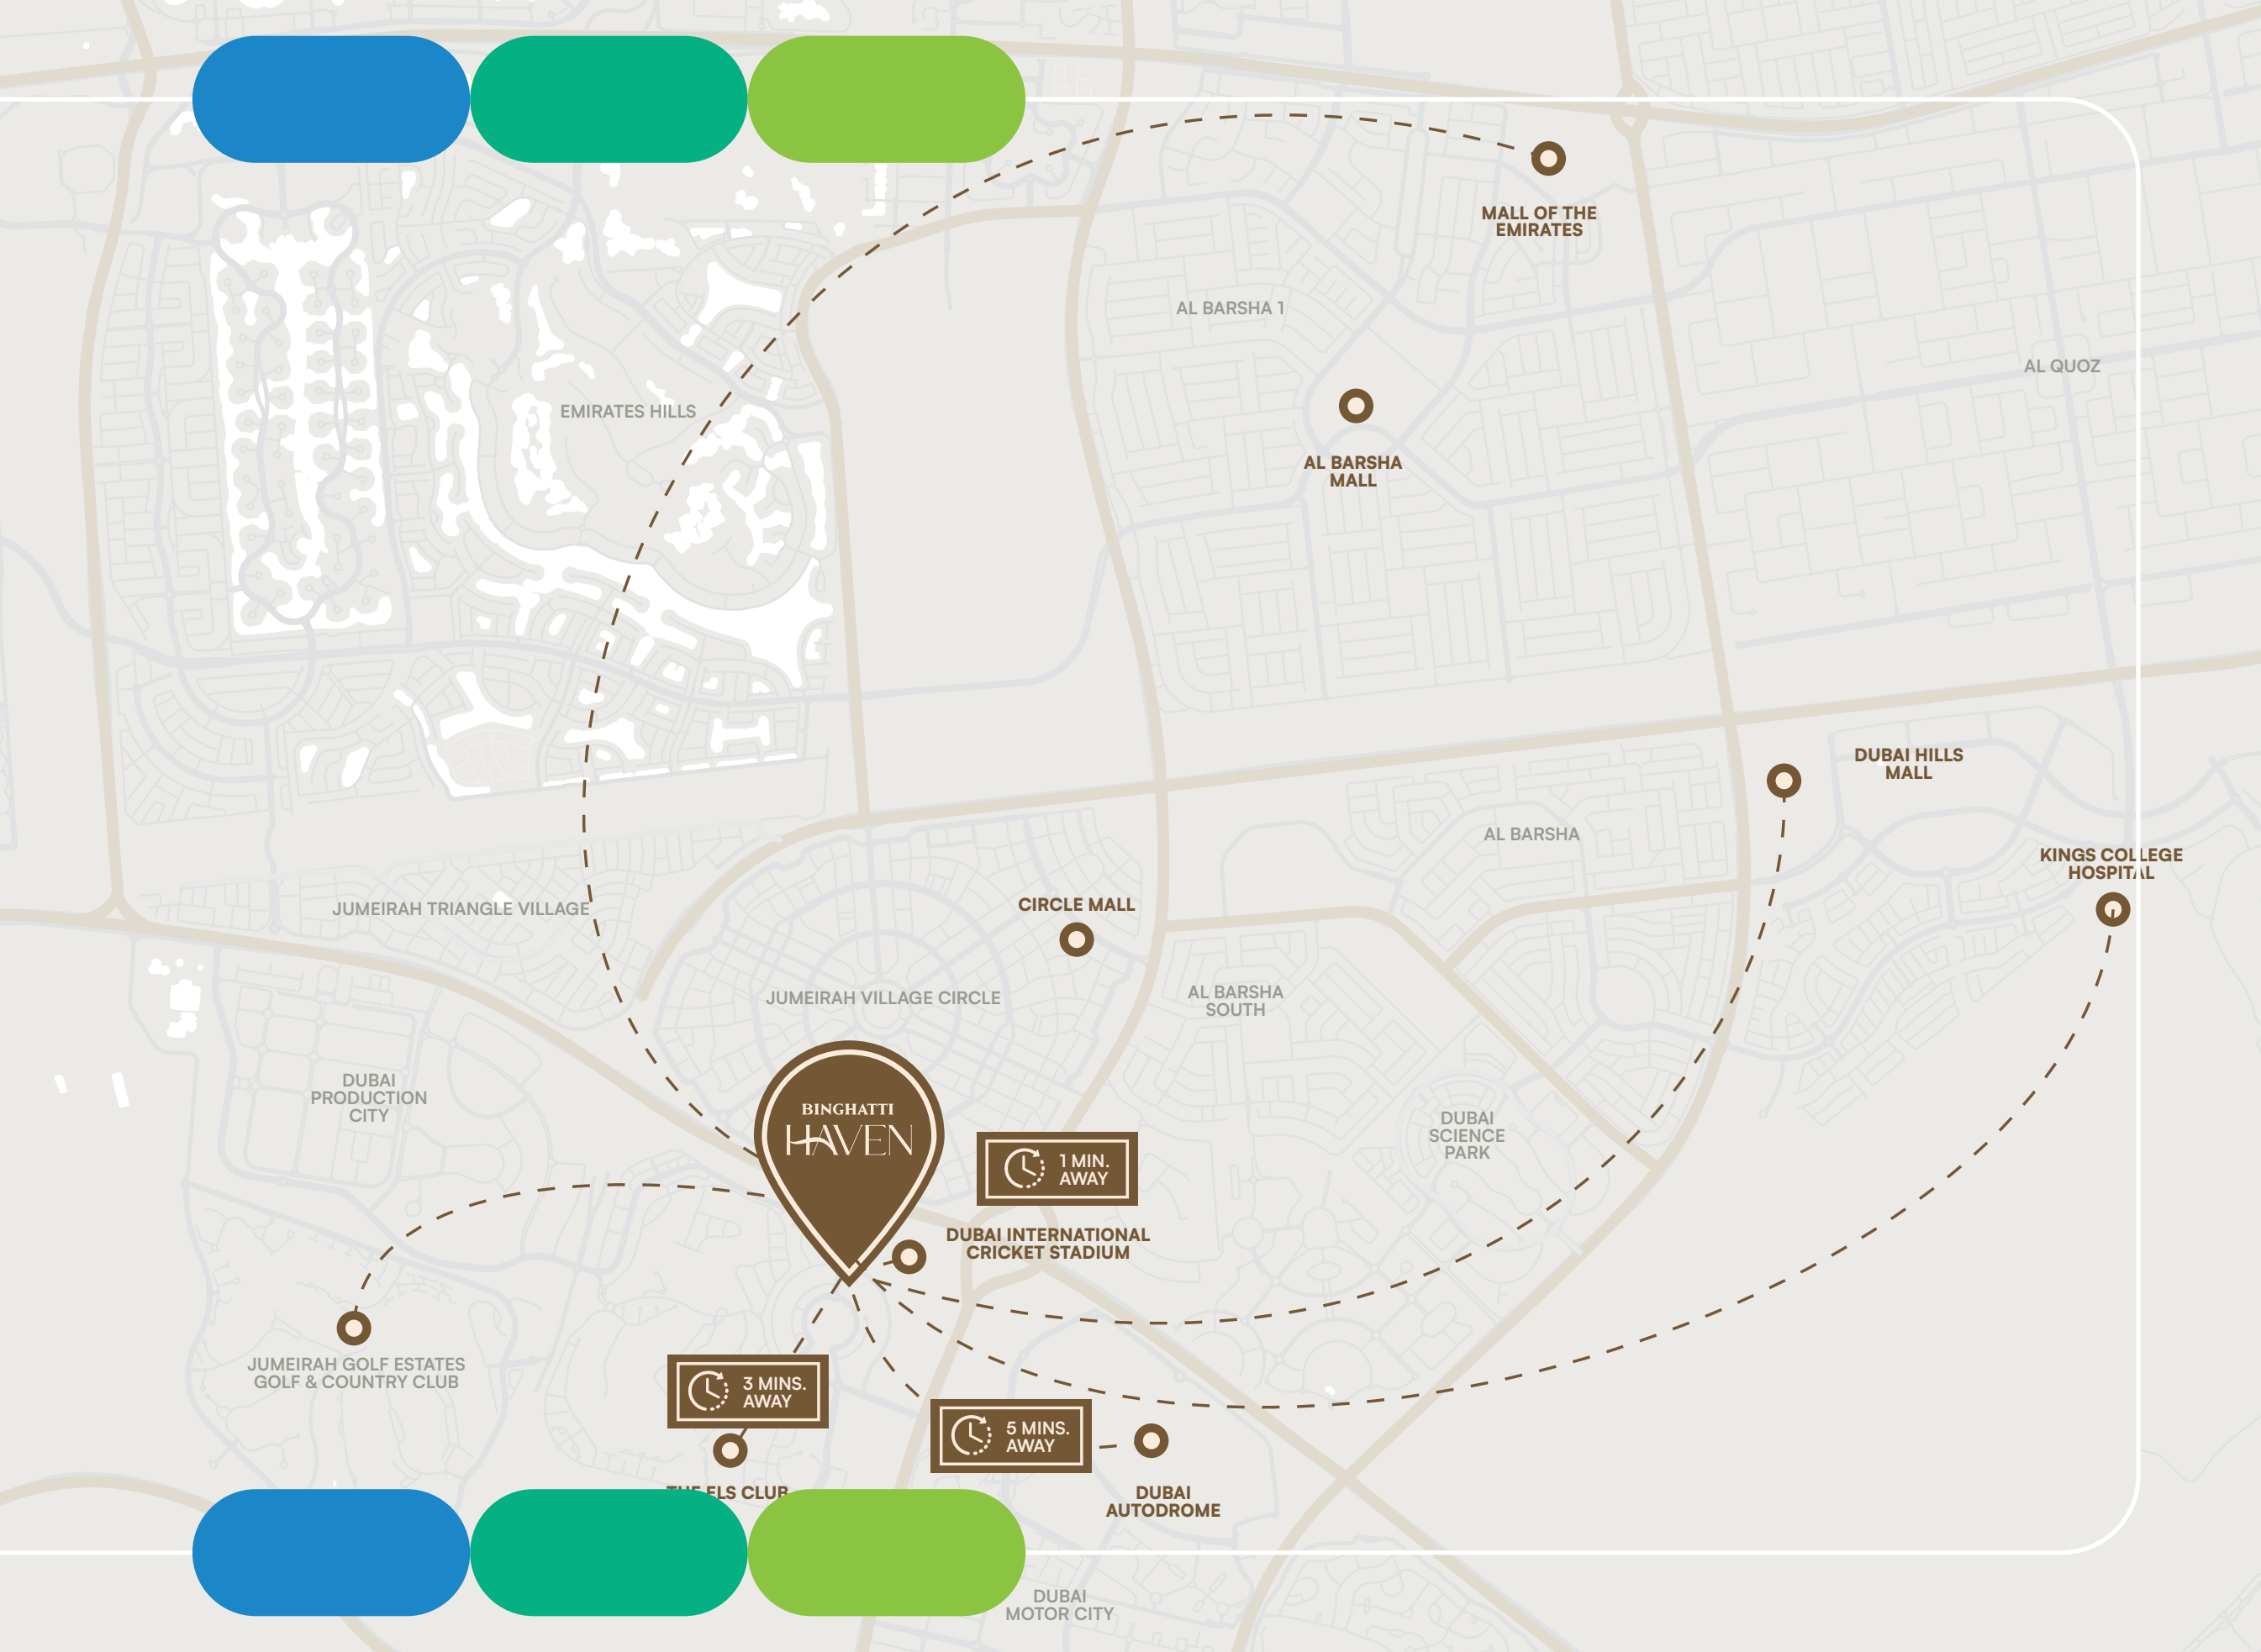 MALL OF THE
EMIRATES
AL BARSHA 1
AL QUOZ
EMIRATES HILLS
AL BARSHA
MALL
DUBAI HILLS
MALL
AL BARSHA
KINGS COLLEGE
HOSPITAL
CIRCLE MALL
JUMEIRAH TRIANGLE VILLAGE
JUMEIRAH VILLAGE CIRCLE
AL BARSHA
SOUTH
DUBAI
PRODUCTION
CITY
BINGHATTI
HAVEN
DUBAI
SCIENCE
PARK
1 MIN.
AWAY
DUBAI INTERNATIONAL
CRICKET STADIUM
JUMEIRAH GOLF ESTATES
GOLF & COUNTRY CLUB
3 MINS.
AWAY
5 MINS.
AWAY
THE ELS CLUB
DUBAI
AUTODROME
DUBAI
MOTOR CITY